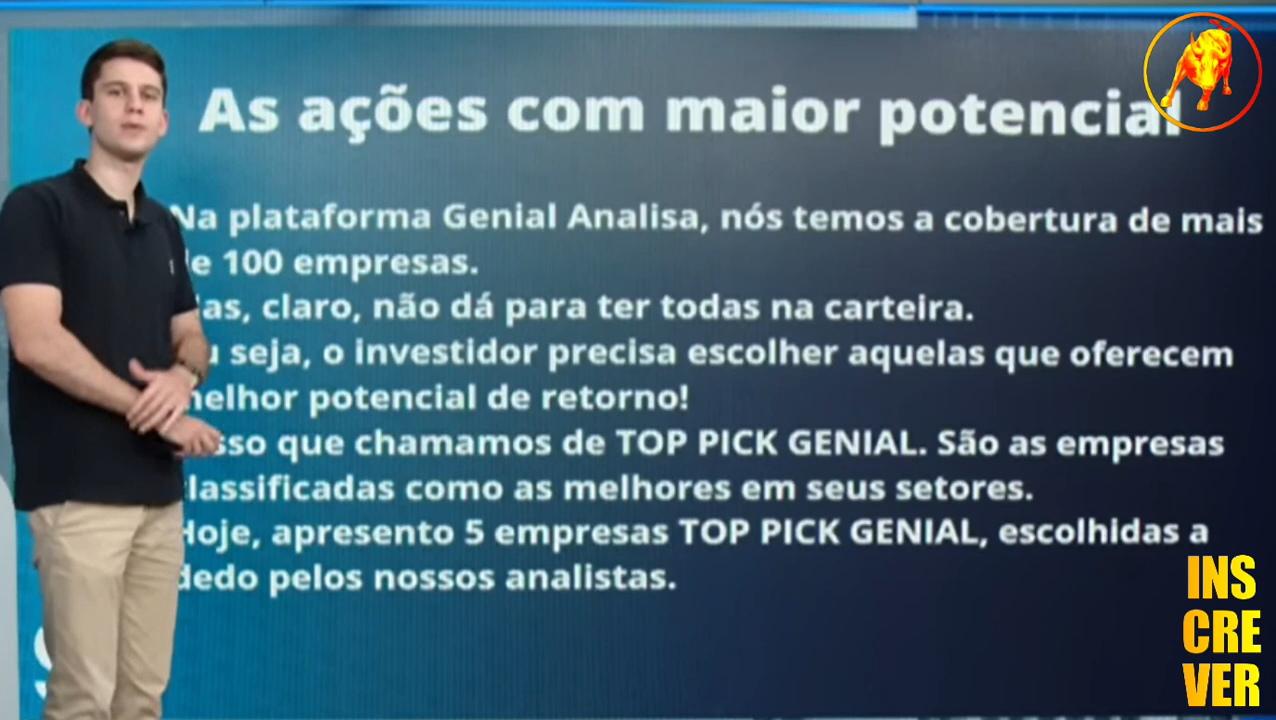 As ações com maior potencial
Na plataforma Genial Analisa, nós temos a cobertura de mais
de 100 empresas.
claro, não dá para ter todas na carteira.
seja, o investidor precisa escolher aquelas que oferecem
melhor potencial de retorno!
que chamamos de TOP PICK GENIAL. São as empresas
classificadas como as melhores em seus setores.
Hoje, apresento 5 empresas TOP PICK GENIAL, escolhidas a
dedo pelos nossos analistas.
INS
CRE
VER